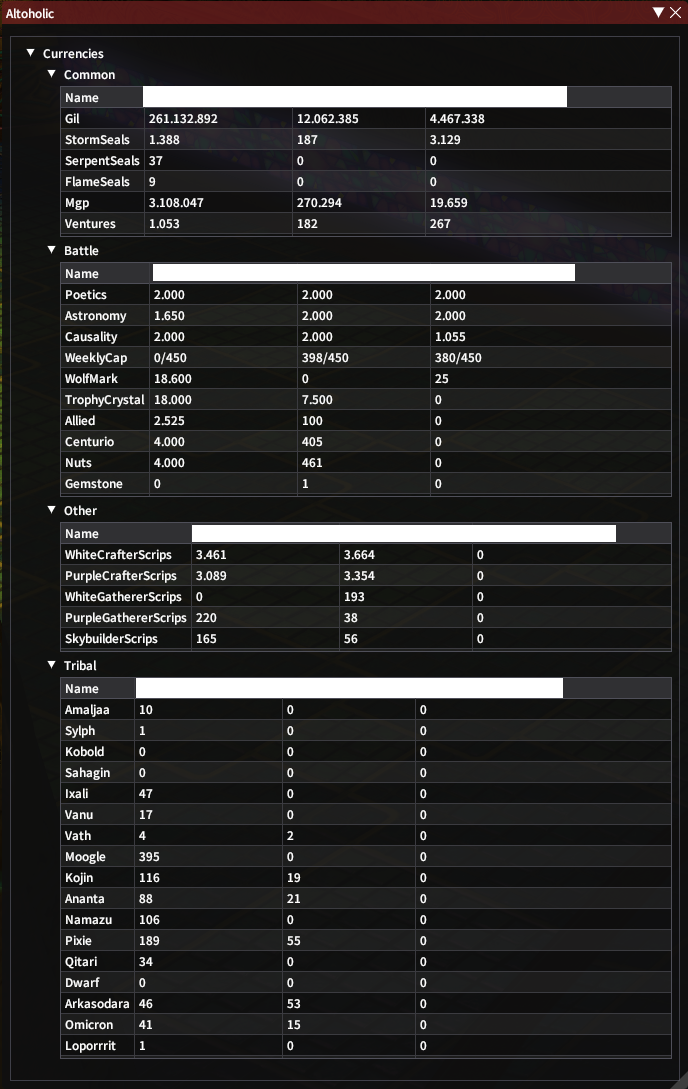 Altoholic
Currencies
Common
Name
Gil 261.132.892 12.062.385 4.467.338
StormSeals 1.388 187 3.129
SerpentSeals 37 0 0
FlameSeals 9 0 0
Mgp 3.108.047 270.294 19.659
Ventures 1.053 182 267
Battle
Name
Poetics 2.000 2.000 2.000
Astronomy 1.650 2.000 2.000
Causality 2.000 2.000 1.055
WeeklyCap 0/450 398/450 380/450
WolfMark 18.600 0 25
TrophyCrystal 18.000 7.500 0
Allied 2.525 100 0
Centurio 4.000 405 0
Nuts 4.000 461 0
Gemstone 0 1 0
Other
Name
WhiteCrafterScrips 3.461 3.664 0
PurpleCrafterScrips 3.089 3.354 0
WhiteGathererScrips 0 193 0
PurpleGathererScrips 220 38 0
SkybuilderScrips 165 56 0
Tribal
Name
Amaljaa 10 0 0
Sylph 1 0 0
Kobold 0 0 0
Sahagin 0 0 0
Ixali 47 0 0
Vanu 17 0 0
Vath 4 2 0
Moogle 395 0 0
Kojin 116 19 0
Ananta 88 21 0
Namazu 106 0 0
Pixie 189 55 0
Qitari 34 0 0
Dwarf 0 0 0
Arkasodara 46 53 0
Omicron 41 15 0
Loporrrit 1 0 0